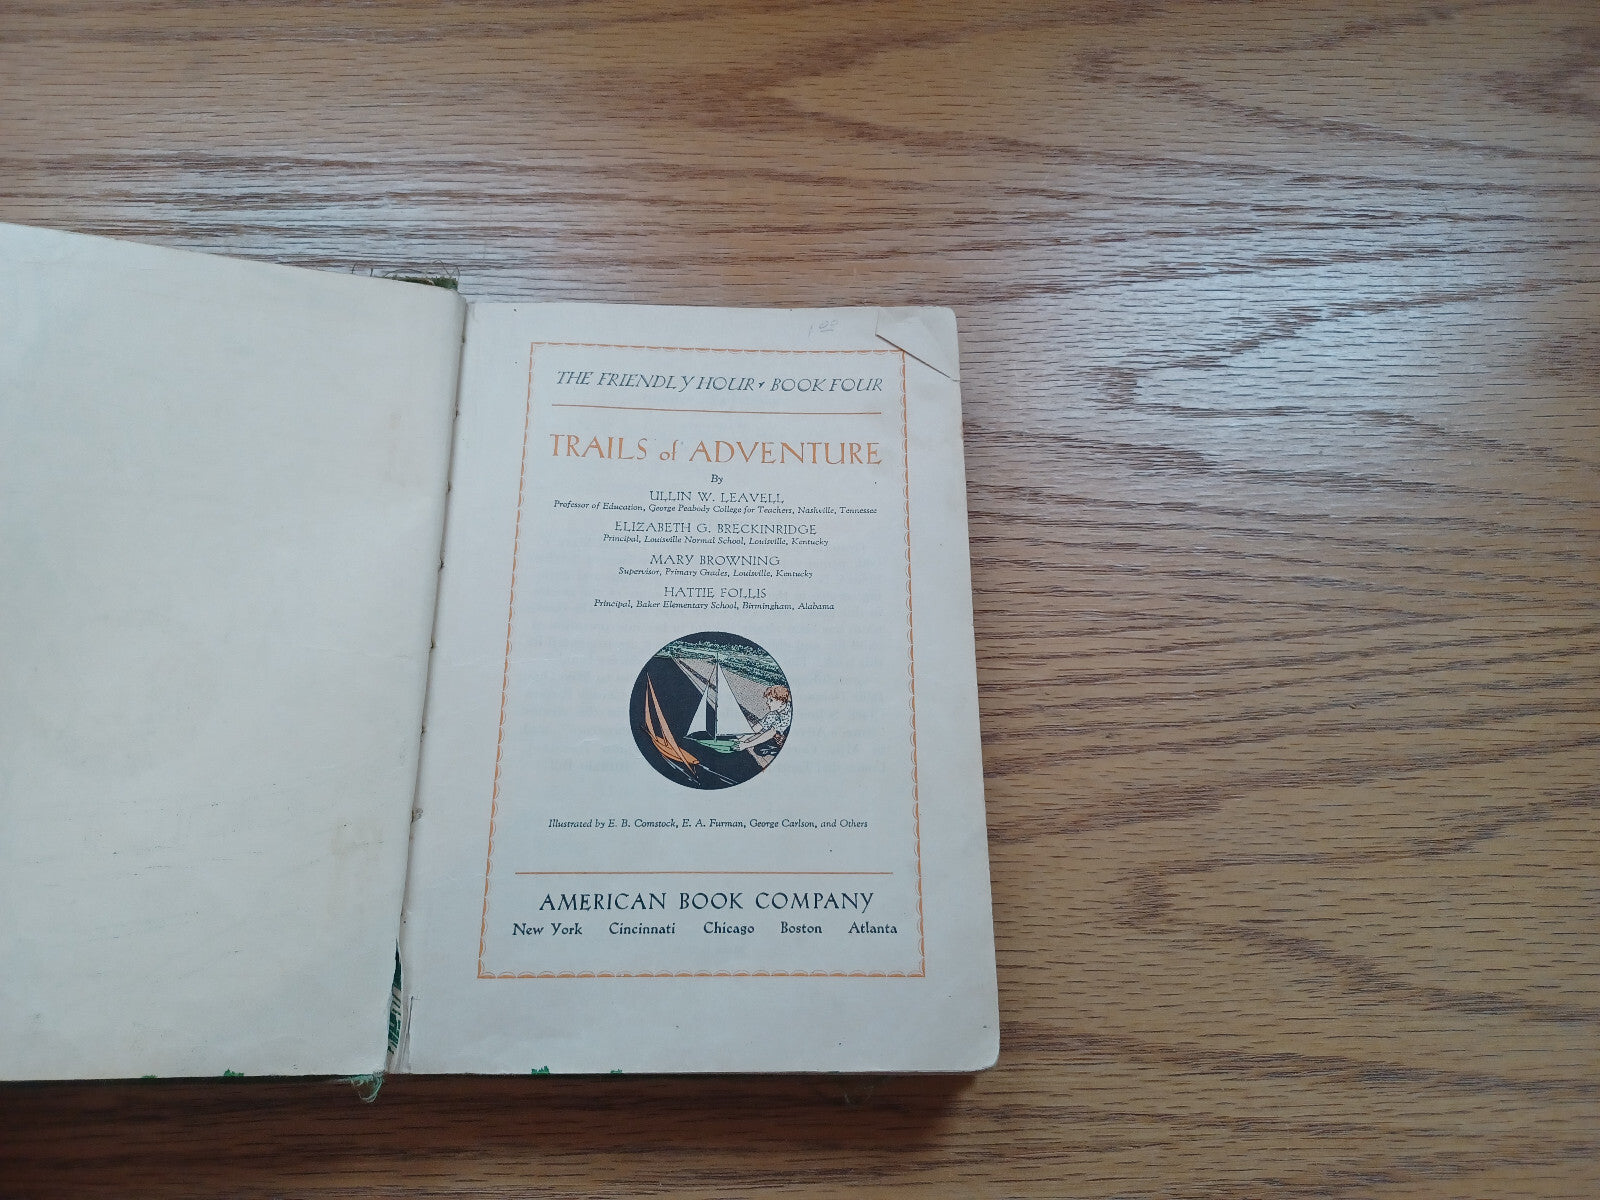 1.00
THE FRIENDLY HOUR · BOOK FOUR
TRAILS of ADVENTURE
By
ULLIN W. LEAVELL
Professor of Education, George Peabody College for Teachers, Nashville, Tennessee
ELIZABETH G. BRECKINRIDGE
Principal, Louisville Normal School, Louisville, Kentucky
MARY BROWNING
Supervisor, Primary Grades, Louisville, Kentucky
HATTIE FOLLIS
Principal, Baker Elementary School, Birmingham, Alabama
Illustrated by E. B. Comstock, E. A. Furman, George Carlson, and Others
AMERICAN BOOK COMPANY
New York Cincinnati Chicago Boston Atlanta